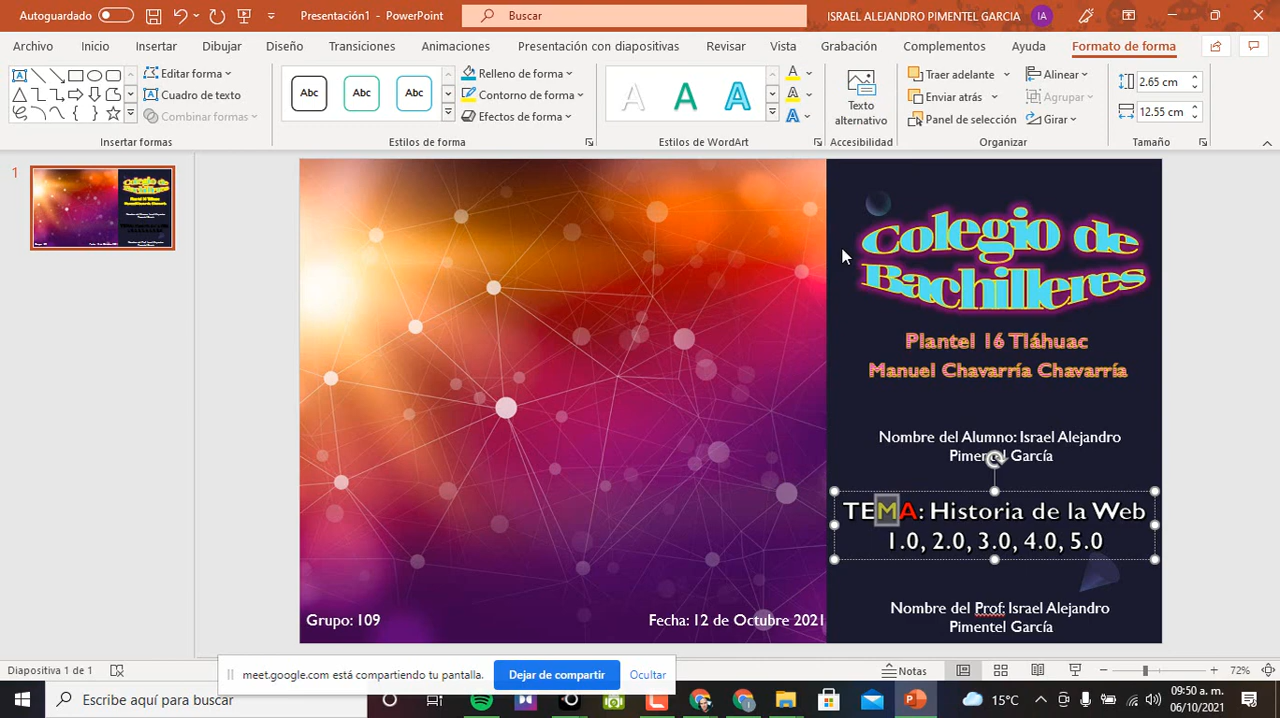 Autoguardado
Presentación1 - PowerPoint
Buscar
ISRAEL ALEJANDRO PIMENTEL GARCIA
IA
Archivo
Inicio
Insertar
Dibujar
Diseño
Transiciones
Animaciones
Presentación con diapositivas
Revisar
Vista
Grabación
Complementos
Ayuda
Formato de forma
Editar forma
Cuadro de texto
Combinar formas
Insertar formas
Abc
Abc
Abc
Relleno de forma
Contorno de forma
Efectos de forma
Estilos de forma
A
A
A
A
A
A
Estilos de WordArt
Texto
alternativo
Accesibilidad
Traer adelante
Enviar atrás
Panel de selección
Alinear
Agrupar
Girar
Organizar
2.65 cm
12.55 cm
Tamaño
1
Colegio de
Bachilleres
Plantel 16 Tláhuac
Manuel Chavarría Chavarría
Nombre del Alumno: Israel Alejandro
Pimentel García
TEMA: Historia de la Web
1.0, 2.0, 3.0, 4.0, 5.0
Nombre del Prof: Israel Alejandro
Pimentel García
Grupo: 109
Fecha: 12 de Octubre 2021
Diapositiva 1 de 1
meet.google.com está compartiendo tu pantalla.
Dejar de compartir
Ocultar
Notas
72%
Escribe aquí para buscar
15°C
09:50 a. m.
06/10/2021